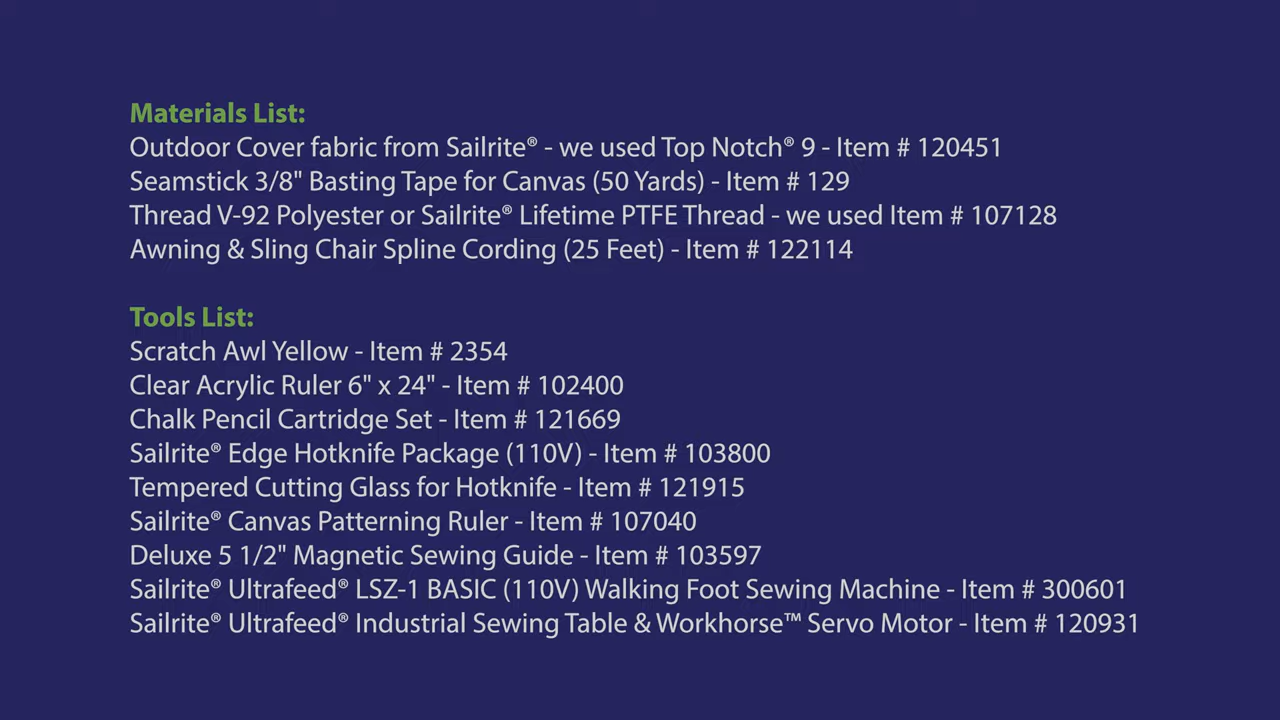 Materials List:
Outdoor Cover fabric from Sailrite® - we used Top Notch® 9 - Item # 120451
Seamstick 3/8" Basting Tape for Canvas (50 Yards) - Item # 129
Thread V-92 Polyester or Sailrite® Lifetime PTFE Thread - we used Item # 107128
Awning & Sling Chair Spline Cording (25 Feet) - Item # 122114
Tools List:
Scratch Awl Yellow - Item # 2354
Clear Acrylic Ruler 6" x 24" - Item # 102400
Chalk Pencil Cartridge Set - Item # 121669
Sailrite® Edge Hotknife Package (110V) - Item # 103800
Tempered Cutting Glass for Hotknife - Item # 121915
Sailrite® Canvas Patterning Ruler - Item # 107040
Deluxe 5 1/2" Magnetic Sewing Guide - Item # 103597
Sailrite® Ultrafeed® LSZ-1 BASIC (110V) Walking Foot Sewing Machine - Item # 300601
Sailrite® Ultrafeed® Industrial Sewing Table & Workhorse™ Servo Motor - Item # 120931